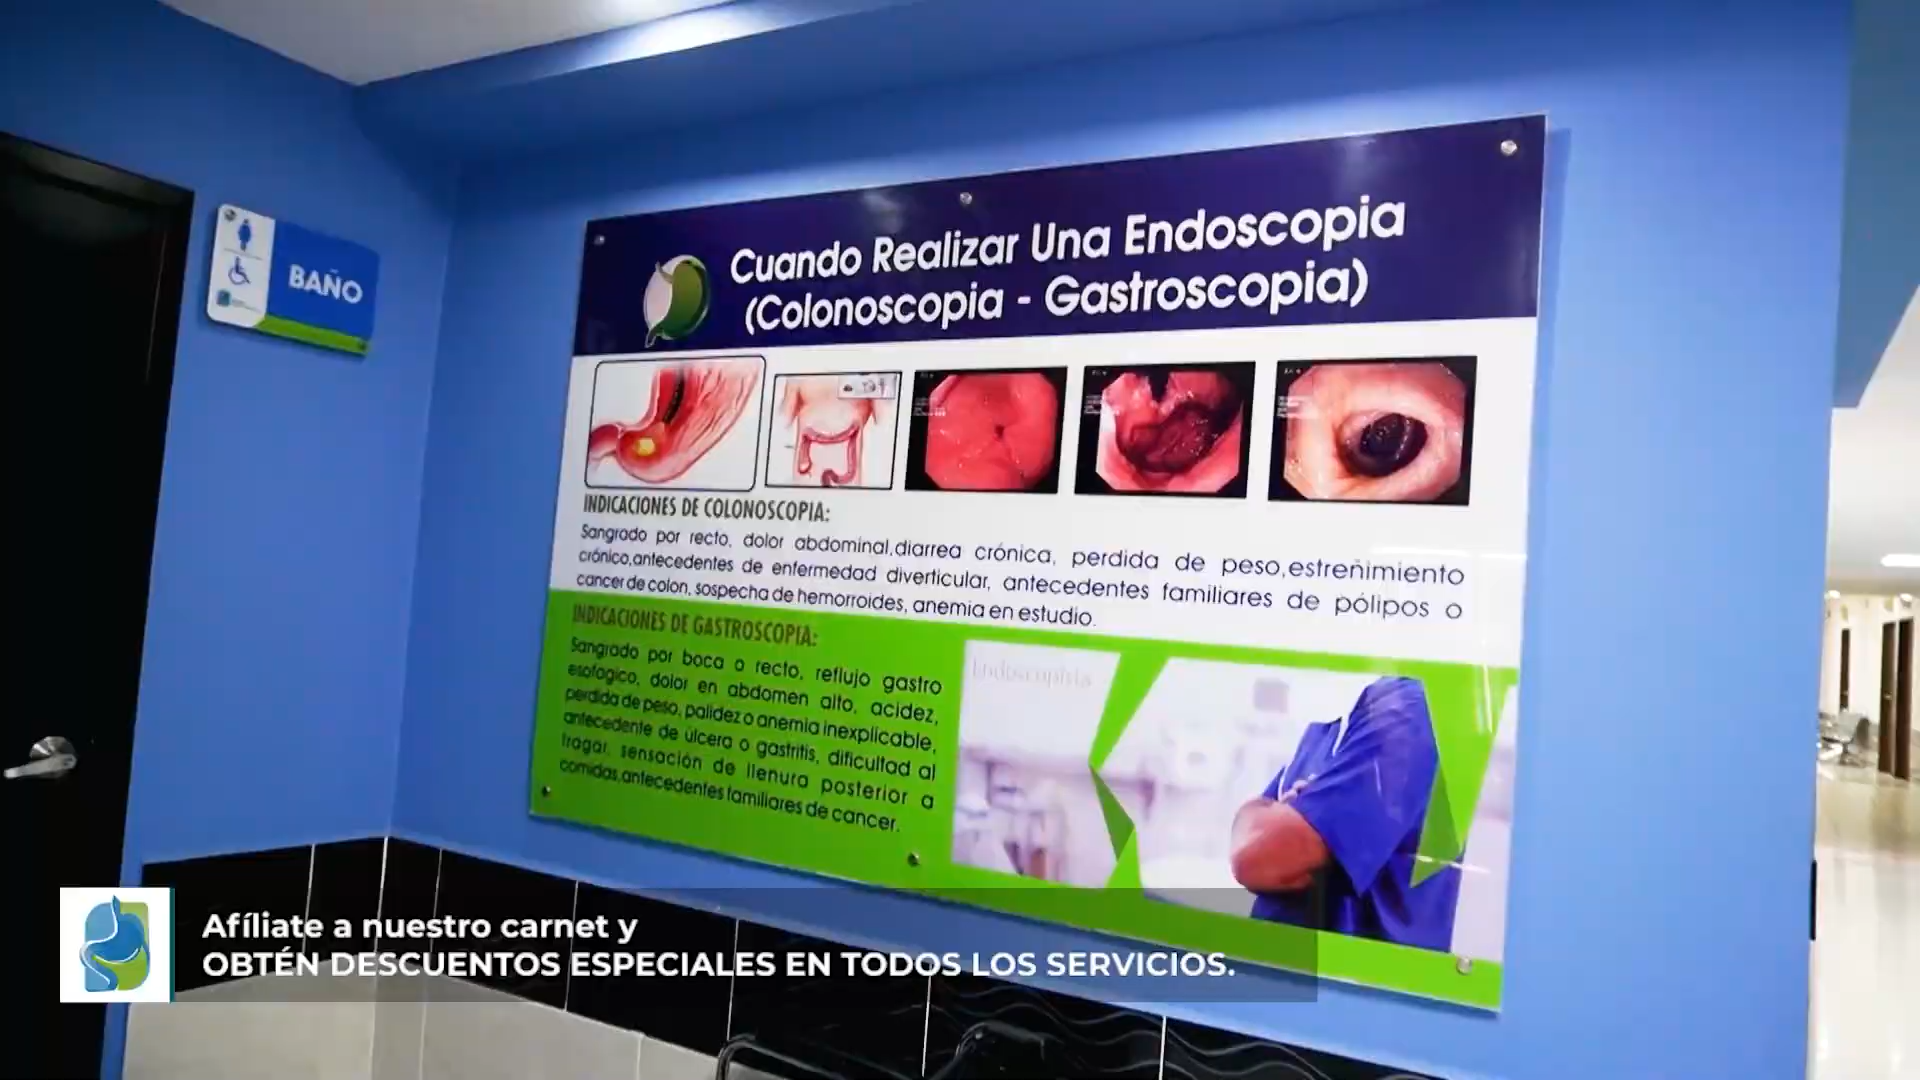 BAÑO
Cuando Realizar Una Endoscopia
(Colonoscopia - Gastroscopia)
INDICACIONES DE COLONOSCOPIA:
Sangrado por recto, dolor abdominal,diarrea crónica, perdida de peso,estreñimiento
crónico,antecedentes de enfermedad diverticular, antecedentes familiares de pólipos o
cancer de colon, sospecha de hemorroides, anemia en estudio.
INDICACIONES DE GASTROSCOPIA:
Sangrado por boca o recto, reflujo gastro
esofagico, dolor en abdomen alto, acidez,
perdida de peso, palidez o anemia inexplicable,
antecedente de úlcera o gastritis, dificultad al
tragar, sensación de llenura posterior a
comidas,antecedentes familiares de cancer.
Endoscopista
Afíliate a nuestro carnet y
OBTÉN DESCUENTOS ESPECIALES EN TODOS LOS SERVICIOS.